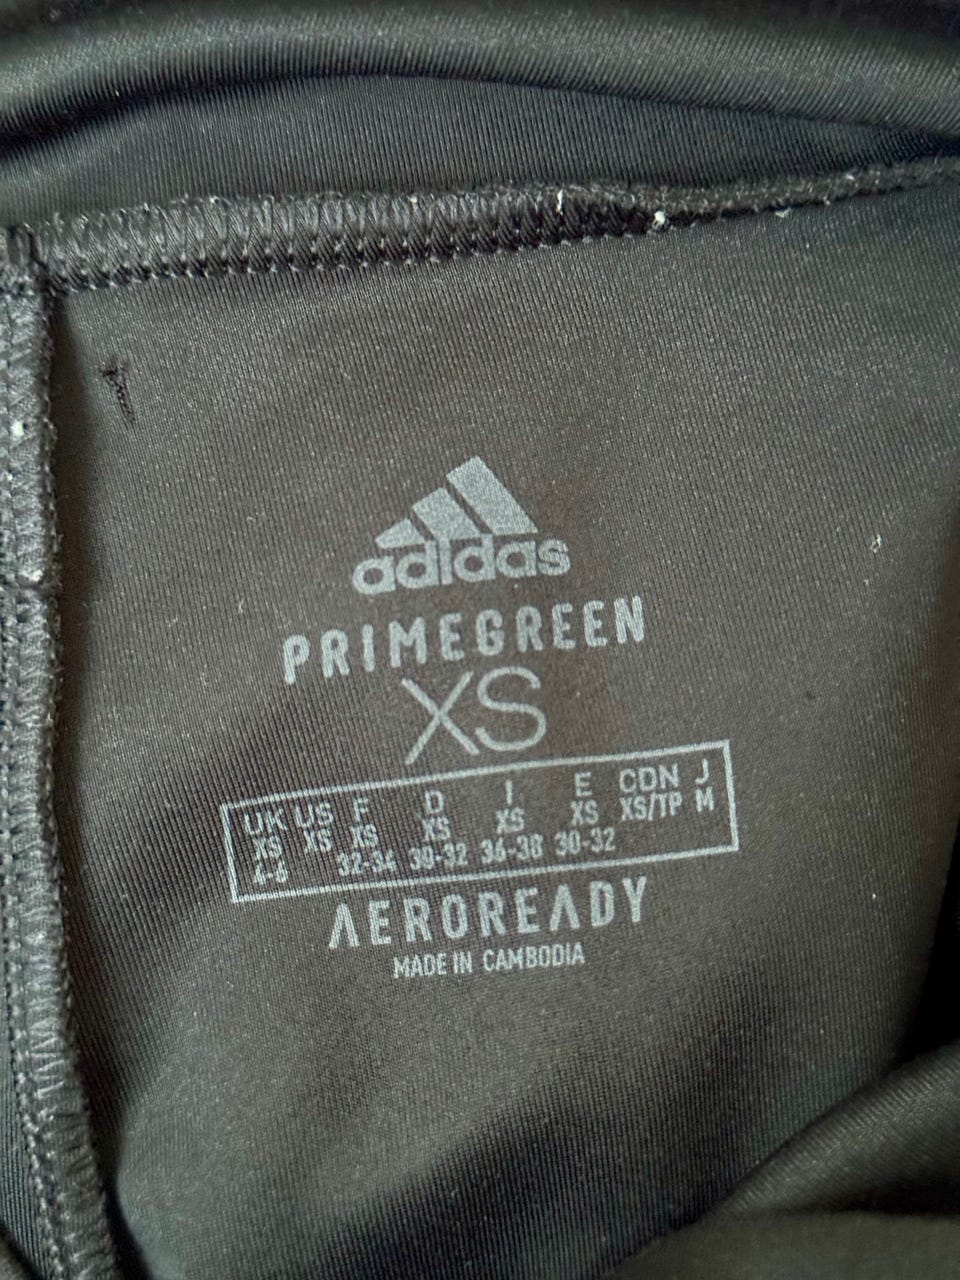 adidas
PRIMEGREEN
XS
UK US F D I E CDN J
XS XS XS XS XS XS XS/TP M
4-6 32-34 30-32 36-38 30-32
AEROREADY
MADE IN CAMBODIA